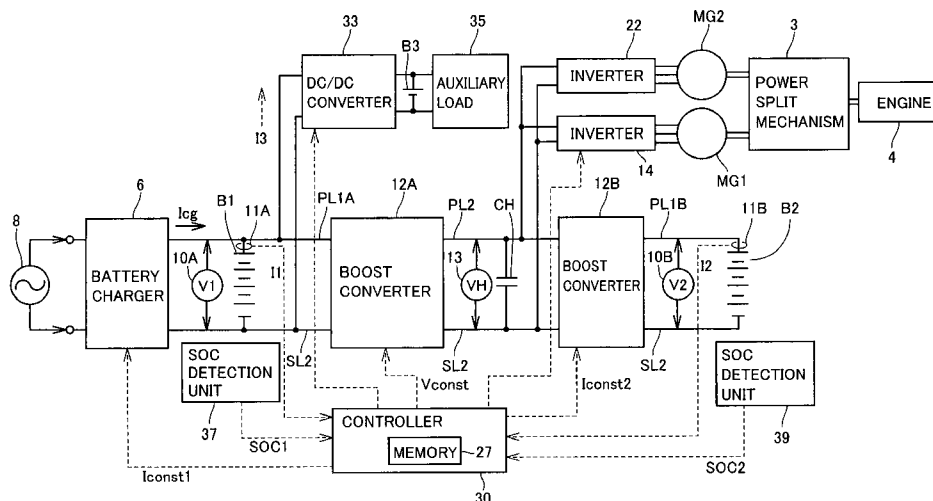 33
B3
35
22
MG2
3
DC/DC
CONVERTER
AUXILIARY
LOAD
INVERTER
POWER
SPLIT
MECHANISM
ENGINE
I3
INVERTER
4
14
MG1
6
12A
12B
Icg
B1
11A
PL1A
PL2
CH
PL1B
11B
B2
8
10A
V1
I1
BATTERY
CHARGER
BOOST
CONVERTER
13
VH
BOOST
CONVERTER
10B
V2
I2
SL2
SL2
SL2
SOC
DETECTION
UNIT
37
Vconst
Iconst2
SOC
DETECTION
UNIT
39
CONTROLLER
MEMORY
27
SOC1
SOC2
Iconst1
30